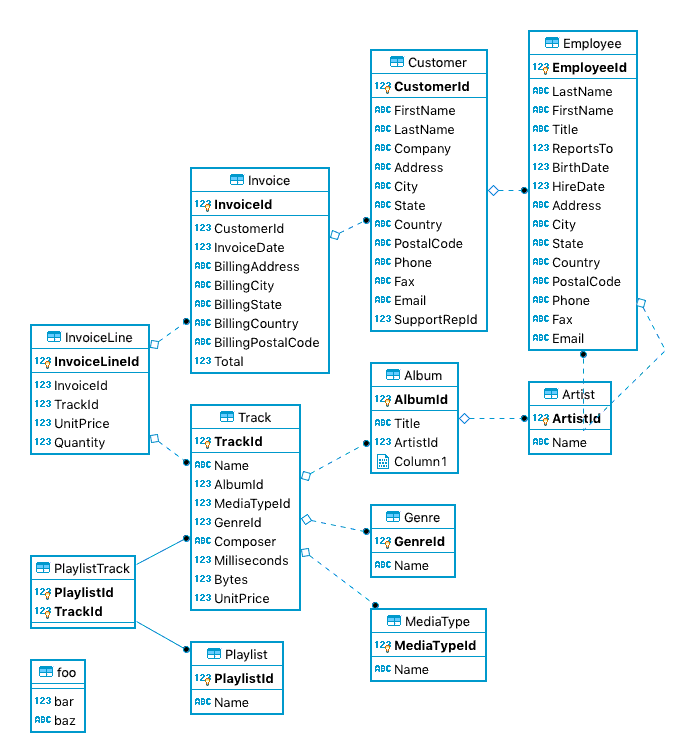 Employee
123 EmployeeId
ABC LastName
ABC FirstName
ABC Title
123 ReportsTo
123 BirthDate
123 HireDate
ABC Address
ABC City
ABC State
ABC Country
ABC PostalCode
ABC Phone
ABC Fax
ABC Email
Customer
123 CustomerId
ABC FirstName
ABC LastName
ABC Company
ABC Address
ABC City
ABC State
ABC Country
ABC PostalCode
ABC Phone
ABC Fax
ABC Email
123 SupportRepId
Invoice
123 InvoiceId
123 CustomerId
123 InvoiceDate
ABC BillingAddress
ABC BillingCity
ABC BillingState
ABC BillingCountry
ABC BillingPostalCode
123 Total
InvoiceLine
123 InvoiceLineId
123 InvoiceId
123 TrackId
123 UnitPrice
123 Quantity
Album
123 AlbumId
ABC Title
123 ArtistId
Column1
Artist
123 ArtistId
ABC Name
Track
123 TrackId
ABC Name
123 AlbumId
123 MediaTypeId
123 GenreId
ABC Composer
123 Milliseconds
123 Bytes
123 UnitPrice
Genre
123 GenreId
ABC Name
PlaylistTrack
123 PlaylistId
123 TrackId
MediaType
123 MediaTypeId
ABC Name
Playlist
123 PlaylistId
ABC Name
foo
123 bar
ABC baz